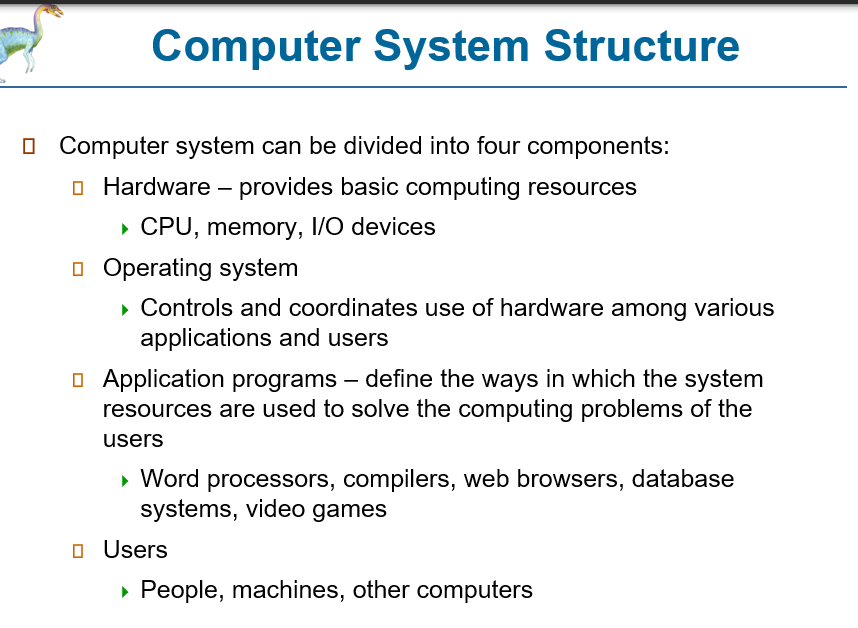 Computer System Structure
Computer system can be divided into four components:
Hardware – provides basic computing resources
CPU, memory, I/O devices
Operating system
Controls and coordinates use of hardware among various
applications and users
Application programs – define the ways in which the system
resources are used to solve the computing problems of the
users
Word processors, compilers, web browsers, database
systems, video games
Users
People, machines, other computers